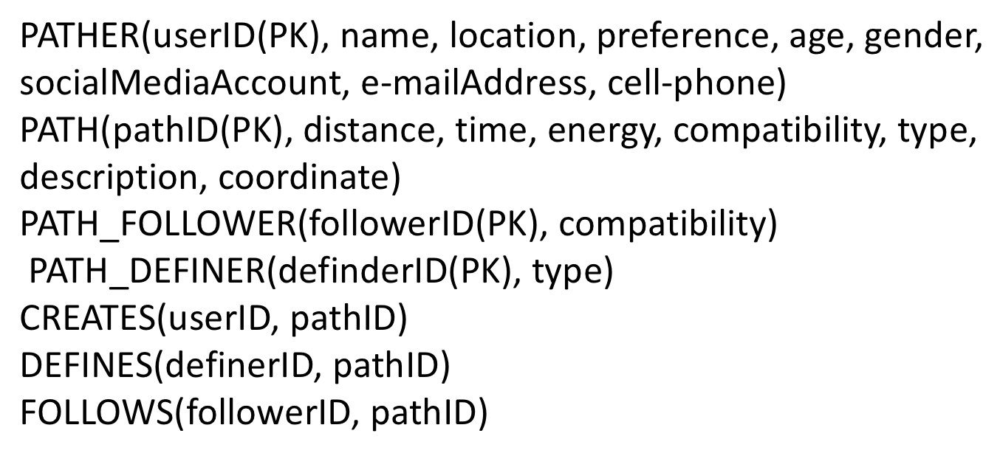 PATHER(userID(PK), name, location, preference, age, gender,
socialMediaAccount, e-mailAddress, cell-phone)
PATH(pathID(PK), distance, time, energy, compatibility, type,
description, coordinate)
PATH_FOLLOWER(followerID(PK), compatibility)
PATH_DEFINER(definderID(PK), type)
CREATES(userID, pathID)
DEFINES(definerID, pathID)
FOLLOWS(followerID, pathID)